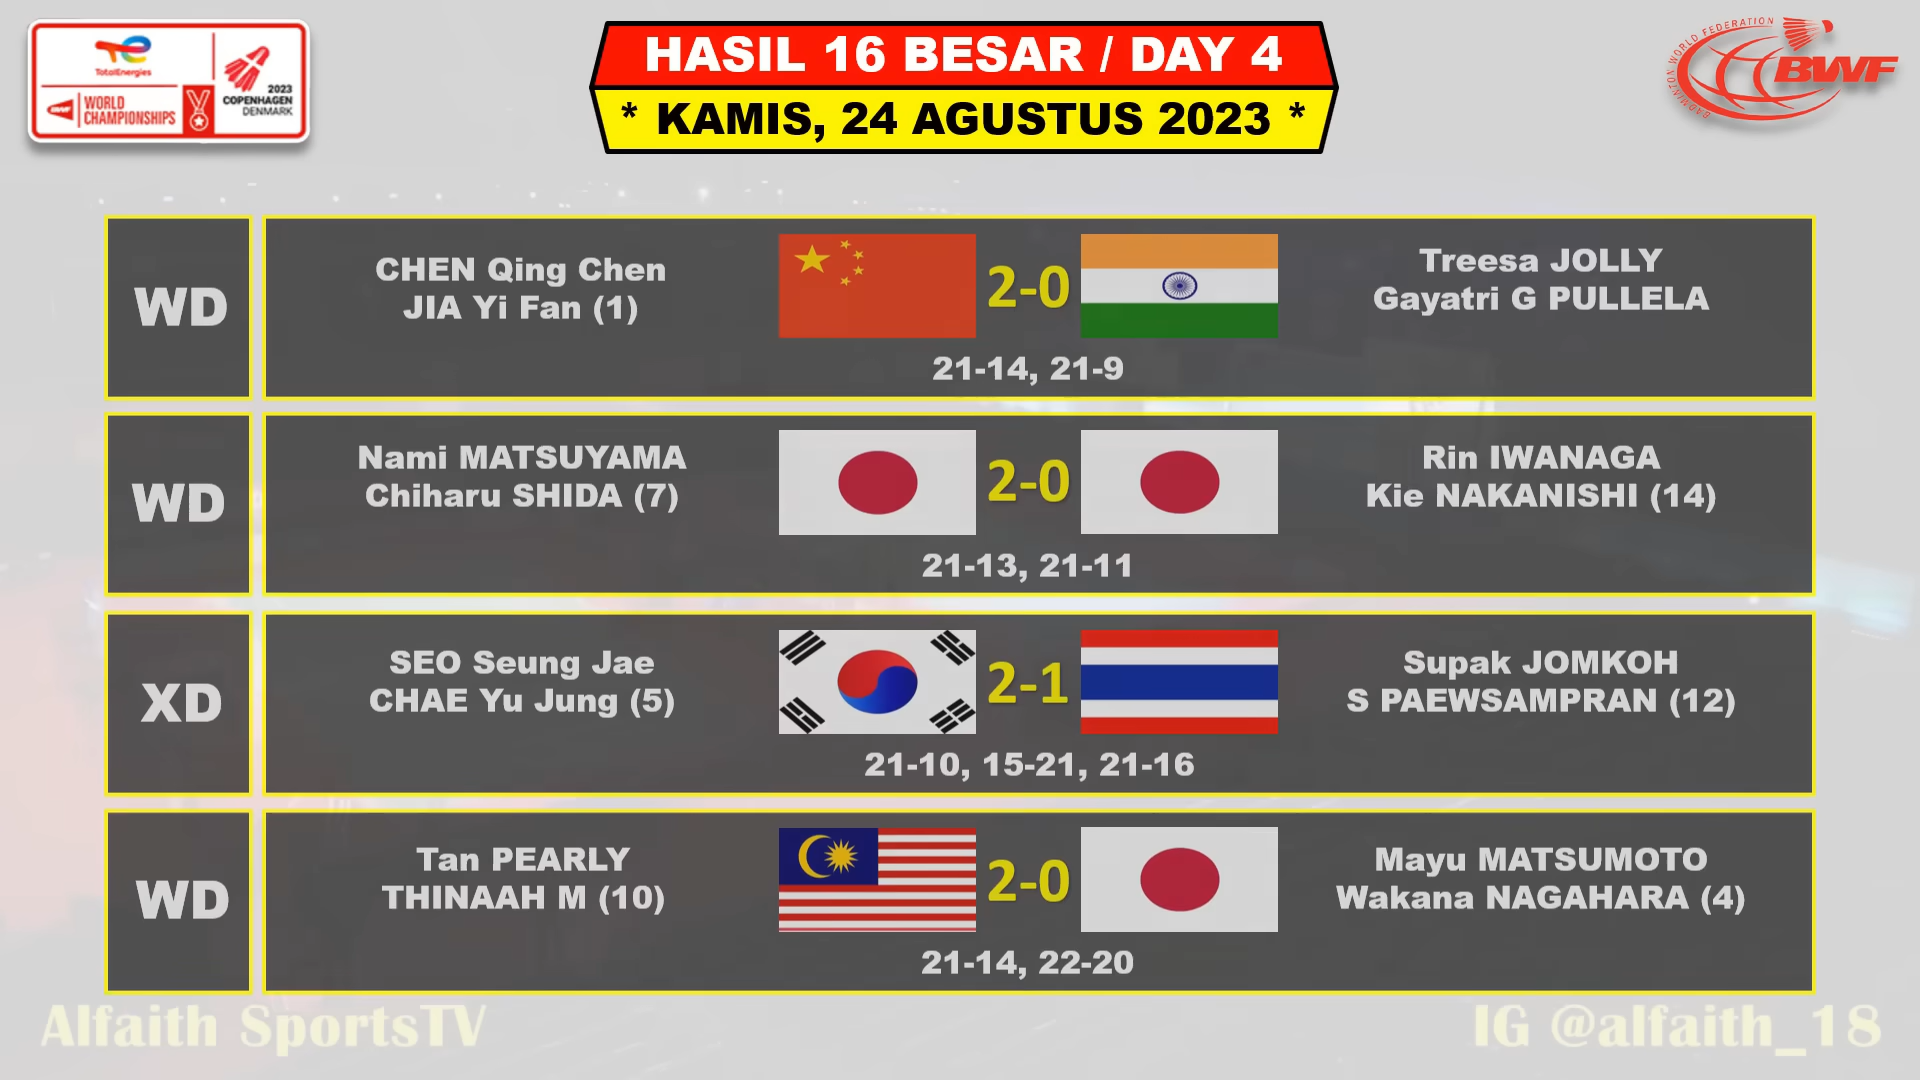 TotalEnergies
BWF
WORLD
CHAMPIONSHIPS
2023
COPENHAGEN
DENMARK
HASIL 16 BESAR / DAY 4
* KAMIS, 24 AGUSTUS 2023 *
BADMINTON WORLD FEDERATION
BWF
WD
CHEN Qing Chen
JIA Yi Fan (1)
2-0
Treesa JOLLY
Gayatri G PULLELA
21-14, 21-9
WD
Nami MATSUYAMA
Chiharu SHIDA (7)
2-0
Rin IWANAGA
Kie NAKANISHI (14)
21-13, 21-11
XD
SEO Seung Jae
CHAE Yu Jung (5)
2-1
Supak JOMKOH
S PAEWSAMPRAN (12)
21-10, 15-21, 21-16
WD
Tan PEARLY
THINAAH M (10)
2-0
Mayu MATSUMOTO
Wakana NAGAHARA (4)
21-14, 22-20
Alfaith SportsTV
IG @alfaith_18